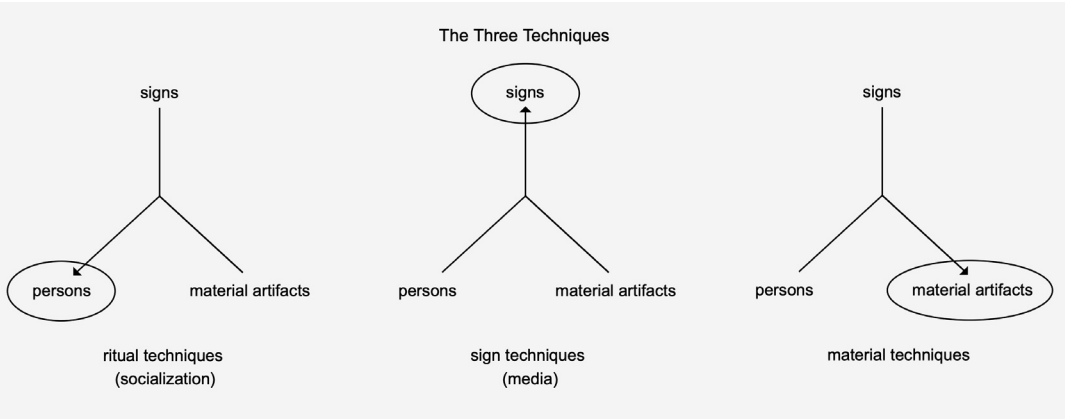 The Three Techniques
signs
persons
material artifacts
ritual techniques
(socialization)
signs
persons
material artifacts
sign techniques
(media)
signs
persons
material artifacts
material techniques